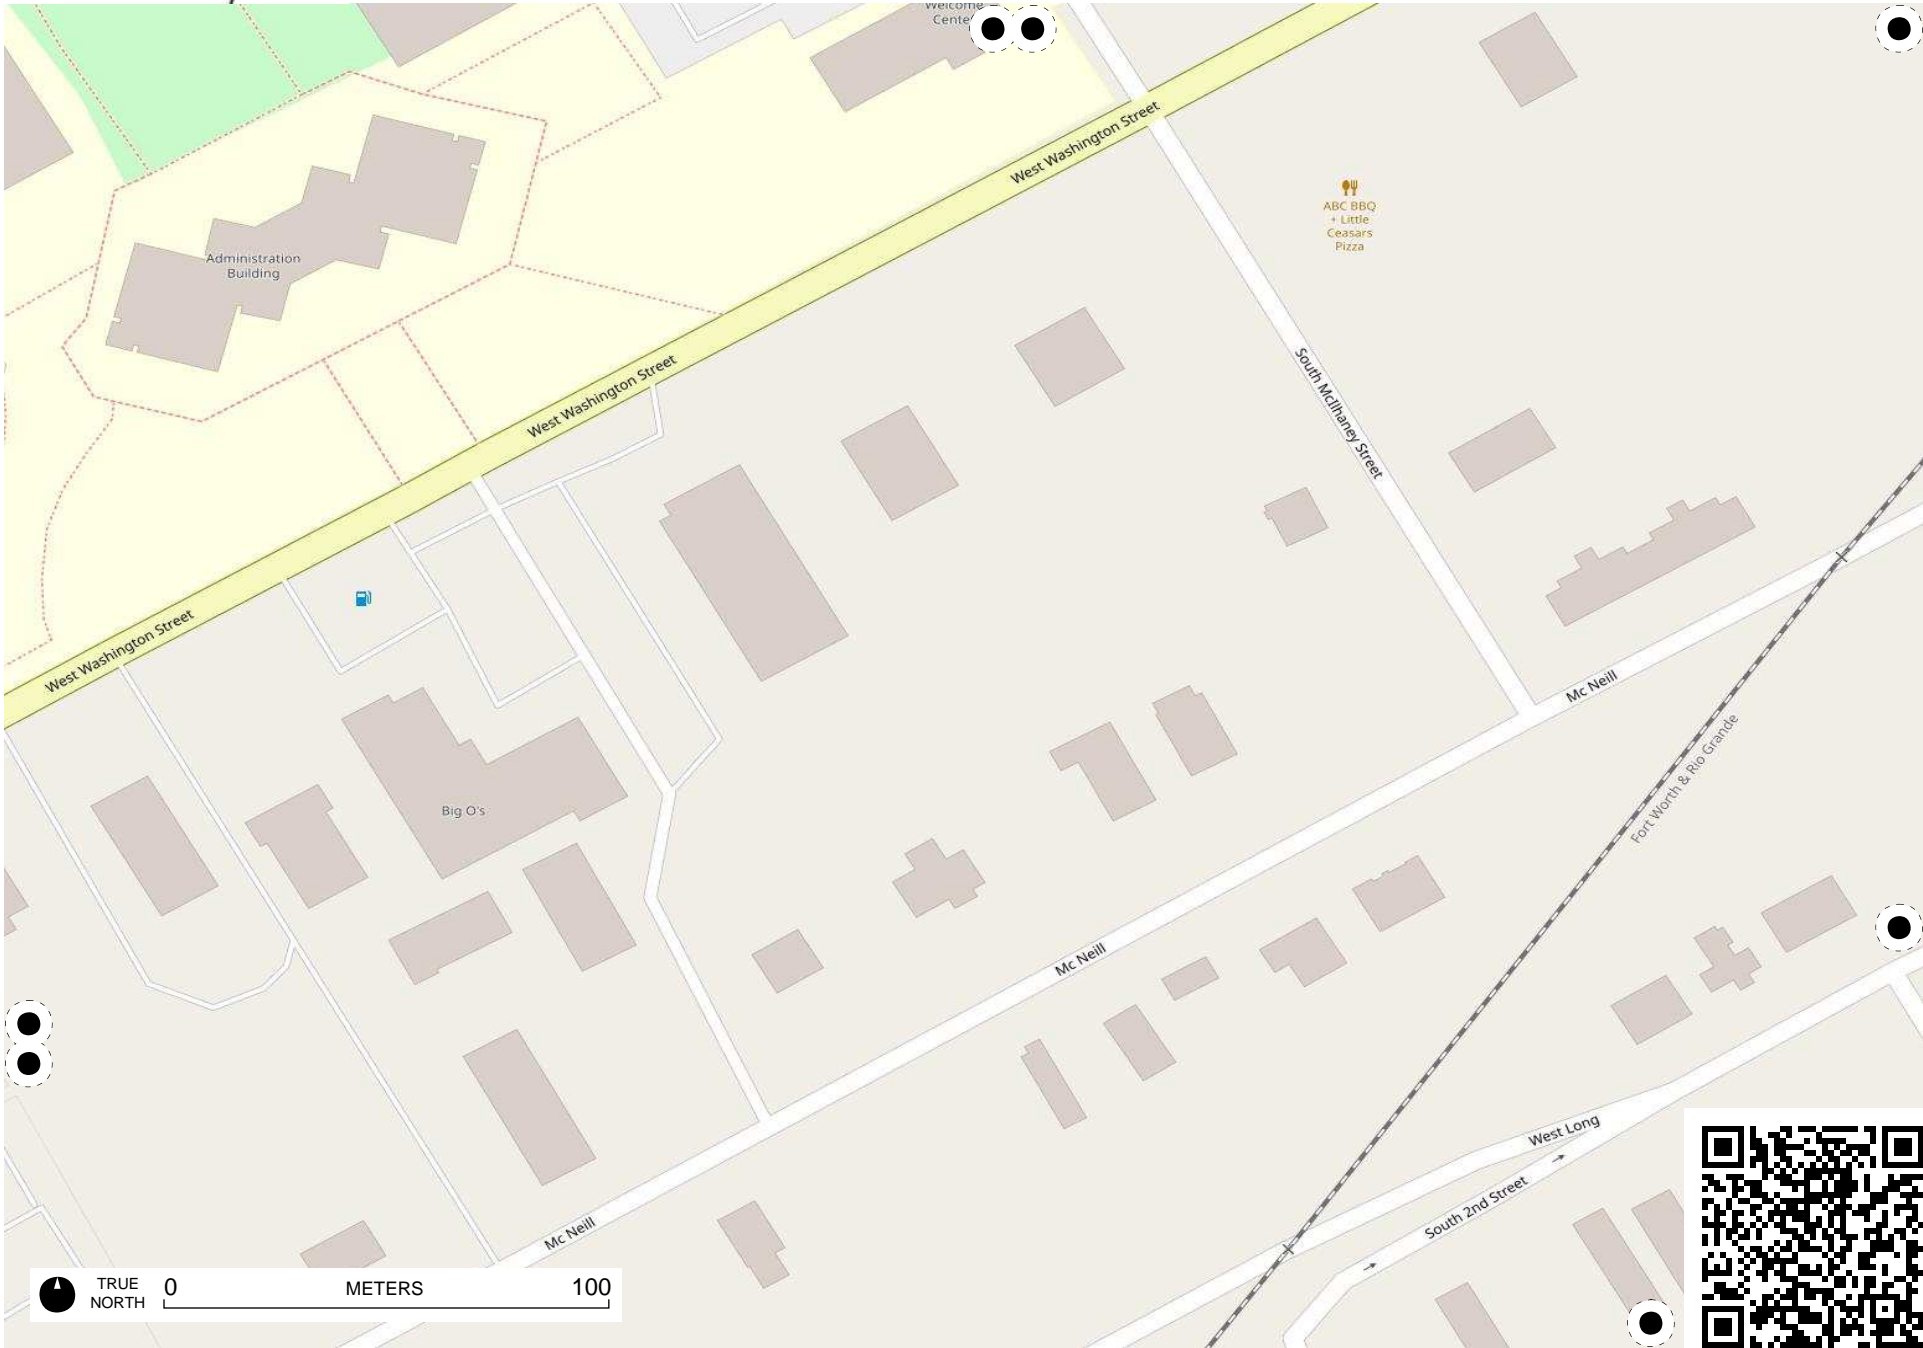 Welcome
Center
West Washington Street
ABC BBQ
+ Little
Ceasars
Pizza
Administration
Building
South McIlhaney Street
West Washington Street
West Washington Street
Mc Neill
Fort Worth & Rio Grande
Big O's
Mc Neill
West Long
South 2nd Street
Mc Neill
TRUE
NORTH
0 METERS 100